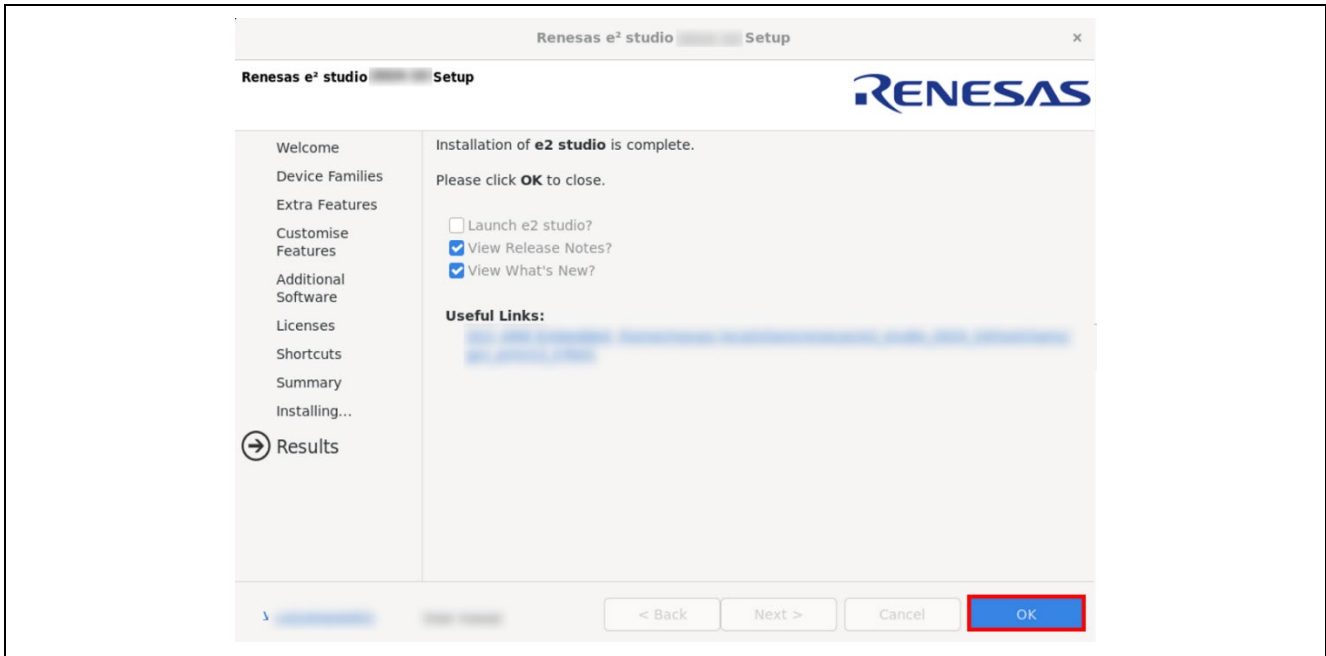 Renesas e² studio Setup
×
Renesas e² studio Setup
RENESAS
Welcome
Device Families
Extra Features
Customise
Features
Additional
Software
Licenses
Shortcuts
Summary
Installing...
Results
Installation of e2 studio is complete.
Please click OK to close.
Launch e2 studio?
View Release Notes?
View What's New?
Useful Links:
< Back
Next >
Cancel
OK